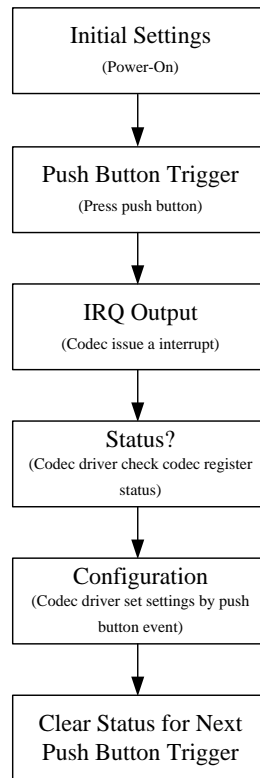 Initial Settings
(Power-On)
Push Button Trigger
(Press push button)
IRQ Output
(Codec issue a interrupt)
Status?
(Codec driver check codec register
status)
Configuration
(Codec driver set settings by push
button event)
Clear Status for Next
Push Button Trigger